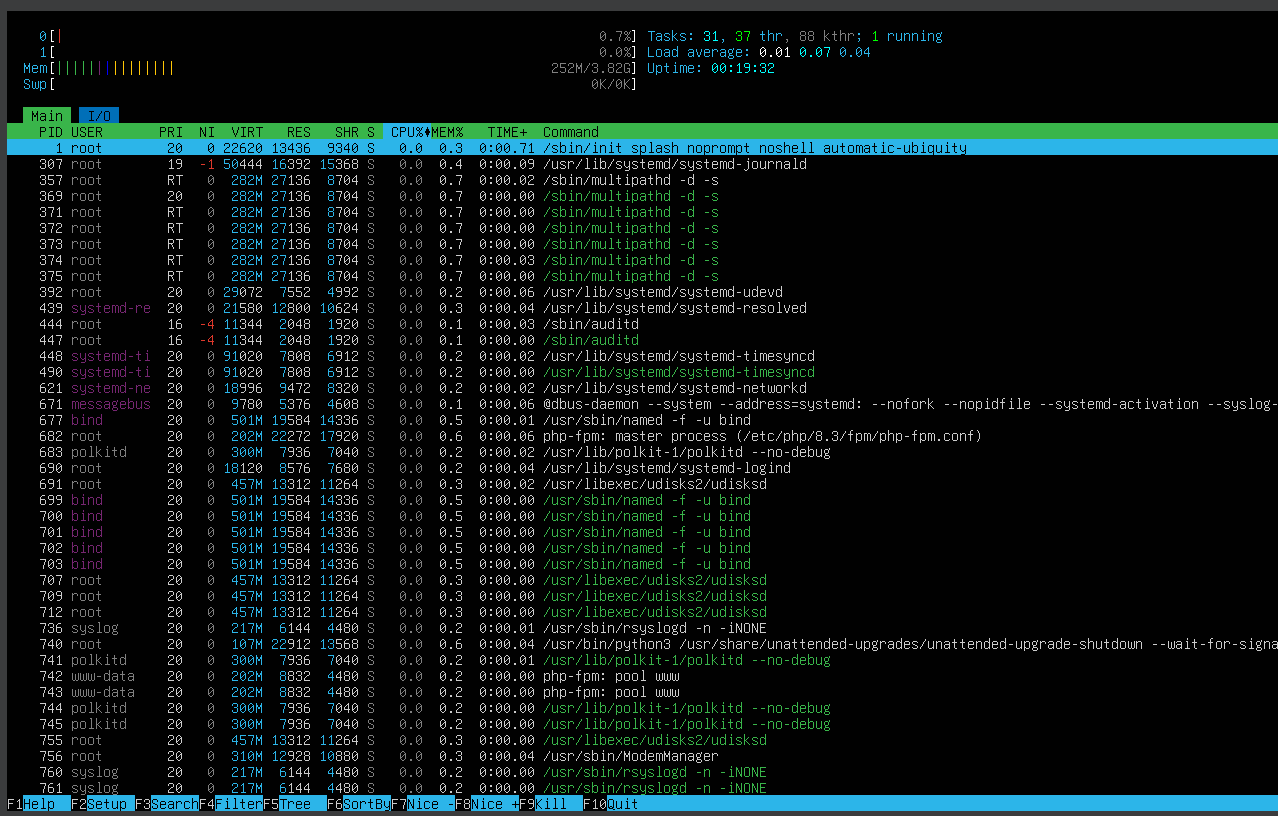 0[| 0.7%] Tasks: 31, 37 thr, 88 kthr; 1 running
1[ 0.0%] Load average: 0.01 0.07 0.04
Mem[||||||||||||||| 252M/3.82G] Uptime: 00:19:32
Swp[ 0K/0K]
Main I/O
PID USER PRI NI VIRT RES SHR S CPU%♦MEM% TIME+ Command
1 root 20 0 22620 13436 9340 S 0.0 0.3 0:00.71 /sbin/init splash noprompt noshell automatic-ubiquity
307 root 19 -1 50444 16392 15368 S 0.0 0.4 0:00.09 /usr/lib/systemd/systemd-journald
357 root RT 0 282M 27136 8704 S 0.0 0.7 0:00.02 /sbin/multipathd -d -s
369 root 20 0 282M 27136 8704 S 0.0 0.7 0:00.00 /sbin/multipathd -d -s
371 root RT 0 282M 27136 8704 S 0.0 0.7 0:00.00 /sbin/multipathd -d -s
372 root RT 0 282M 27136 8704 S 0.0 0.7 0:00.00 /sbin/multipathd -d -s
373 root RT 0 282M 27136 8704 S 0.0 0.7 0:00.00 /sbin/multipathd -d -s
374 root RT 0 282M 27136 8704 S 0.0 0.7 0:00.03 /sbin/multipathd -d -s
375 root RT 0 282M 27136 8704 S 0.0 0.7 0:00.00 /sbin/multipathd -d -s
392 root 20 0 29072 7552 4992 S 0.0 0.2 0:00.06 /usr/lib/systemd/systemd-udevd
439 systemd-re 20 0 21580 12800 10624 S 0.0 0.3 0:00.04 /usr/lib/systemd/systemd-resolved
444 root 16 -4 11344 2048 1920 S 0.0 0.1 0:00.03 /sbin/auditd
447 root 16 -4 11344 2048 1920 S 0.0 0.1 0:00.00 /sbin/auditd
448 systemd-ti 20 0 91020 7808 6912 S 0.0 0.2 0:00.02 /usr/lib/systemd/systemd-timesyncd
490 systemd-ti 20 0 91020 7808 6912 S 0.0 0.2 0:00.00 /usr/lib/systemd/systemd-timesyncd
621 systemd-ne 20 0 18996 9472 8320 S 0.0 0.2 0:00.02 /usr/lib/systemd/systemd-networkd
671 messagebus 20 0 9780 5376 4608 S 0.0 0.1 0:00.06 @dbus-daemon --system --address=systemd: --nofork --nopidfile --systemd-activation --syslog-
677 bind 20 0 501M 19584 14336 S 0.0 0.5 0:00.01 /usr/sbin/named -f -u bind
682 root 20 0 202M 22272 17920 S 0.0 0.6 0:00.06 php-fpm: master process (/etc/php/8.3/fpm/php-fpm.conf)
683 polkitd 20 0 300M 7936 7040 S 0.0 0.2 0:00.02 /usr/lib/polkit-1/polkitd --no-debug
690 root 20 0 18120 8576 7680 S 0.0 0.2 0:00.04 /usr/lib/systemd/systemd-logind
691 root 20 0 457M 13312 11264 S 0.0 0.3 0:00.02 /usr/libexec/udisks2/udisksd
699 bind 20 0 501M 19584 14336 S 0.0 0.5 0:00.00 /usr/sbin/named -f -u bind
700 bind 20 0 501M 19584 14336 S 0.0 0.5 0:00.00 /usr/sbin/named -f -u bind
701 bind 20 0 501M 19584 14336 S 0.0 0.5 0:00.00 /usr/sbin/named -f -u bind
702 bind 20 0 501M 19584 14336 S 0.0 0.5 0:00.00 /usr/sbin/named -f -u bind
703 bind 20 0 501M 19584 14336 S 0.0 0.5 0:00.00 /usr/sbin/named -f -u bind
707 root 20 0 457M 13312 11264 S 0.0 0.3 0:00.00 /usr/libexec/udisks2/udisksd
709 root 20 0 457M 13312 11264 S 0.0 0.3 0:00.00 /usr/libexec/udisks2/udisksd
712 root 20 0 457M 13312 11264 S 0.0 0.3 0:00.00 /usr/libexec/udisks2/udisksd
736 syslog 20 0 217M 6144 4480 S 0.0 0.2 0:00.01 /usr/sbin/rsyslogd -n -iNONE
740 root 20 0 107M 22912 13568 S 0.0 0.6 0:00.04 /usr/bin/python3 /usr/share/unattended-upgrades/unattended-upgrade-shutdown --wait-for-signa
741 polkitd 20 0 300M 7936 7040 S 0.0 0.2 0:00.01 /usr/lib/polkit-1/polkitd --no-debug
742 www-data 20 0 202M 8832 4480 S 0.0 0.2 0:00.00 php-fpm: pool www
743 www-data 20 0 202M 8832 4480 S 0.0 0.2 0:00.00 php-fpm: pool www
744 polkitd 20 0 300M 7936 7040 S 0.0 0.2 0:00.00 /usr/lib/polkit-1/polkitd --no-debug
745 polkitd 20 0 300M 7936 7040 S 0.0 0.2 0:00.00 /usr/lib/polkit-1/polkitd --no-debug
755 root 20 0 457M 13312 11264 S 0.0 0.3 0:00.00 /usr/libexec/udisks2/udisksd
756 root 20 0 310M 12928 10880 S 0.0 0.3 0:00.04 /usr/sbin/ModemManager
760 syslog 20 0 217M 6144 4480 S 0.0 0.2 0:00.00 /usr/sbin/rsyslogd -n -iNONE
761 syslog 20 0 217M 6144 4480 S 0.0 0.2 0:00.00 /usr/sbin/rsyslogd -n -iNONE
F1Help F2Setup F3SearchF4FilterF5Tree F6SortByF7Nice -F8Nice +F9Kill F10Quit